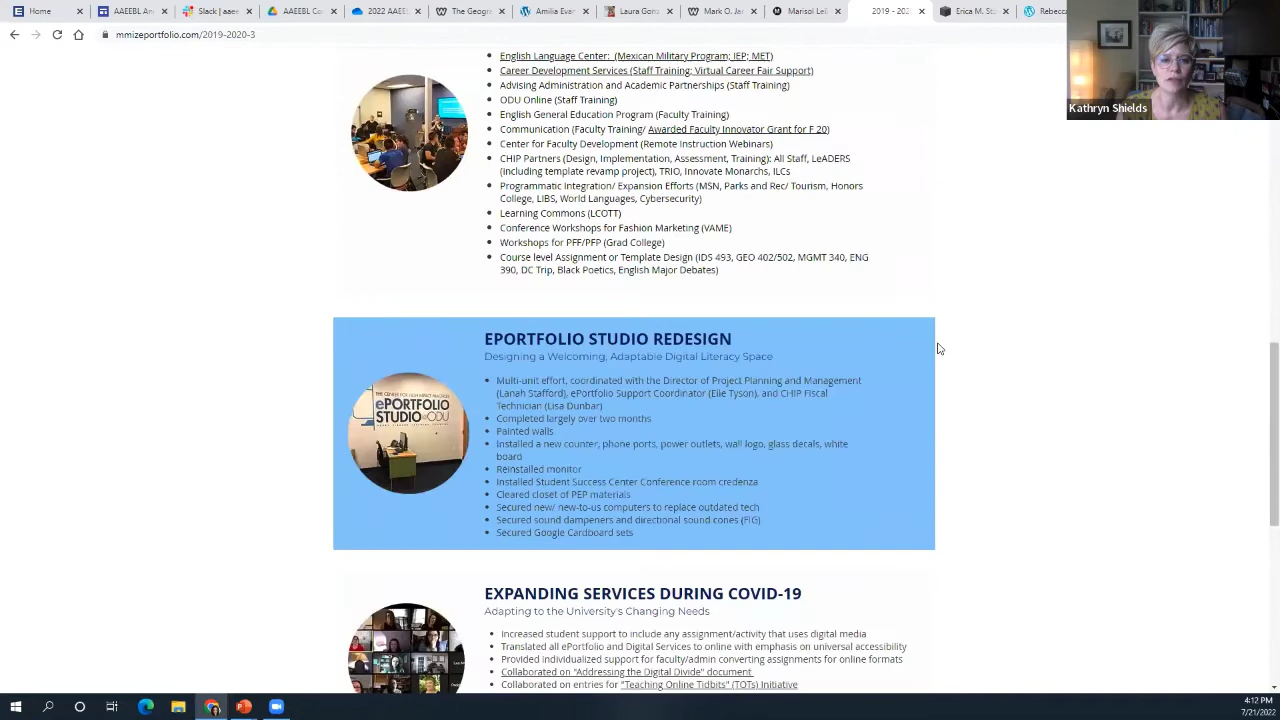 Home
AAEEBL An
Slack | aaee
AAEEBL Co
2022 AAEE
The Geogra
Amilia Evan
Laura Gons
Mark O. Ja
Marisol Lei
2019 - 202
Erica M. St
Rebecc
mmizeportfolio.com/2019-2020-3
Kathryn Shields
English Language Center: (Mexican Military Program; IEP; MET)
Career Development Services (Staff Training; Virtual Career Fair Support)
Advising Administration and Academic Partnerships (Staff Training)
ODU Online (Staff Training)
English General Education Program (Faculty Training)
Communication (Faculty Training/ Awarded Faculty Innovator Grant for F 20)
Center for Faculty Development (Remote Instruction Webinars)
CHIP Partners (Design, Implementation, Assessment, Training): All Staff, LeADERS
(including template revamp project), TRIO, Innovate Monarchs, ILCs
Programmatic Integration/ Expansion Efforts (MSN, Parks and Rec/ Tourism, Honors
College, LIBS, World Languages, Cybersecurity)
Learning Commons (LCOTT)
Conference Workshops for Fashion Marketing (VAME)
Workshops for PFF/PFP (Grad College)
Course level Assignment or Template Design (IDS 493, GEO 402/502, MGMT 340, ENG
390, DC Trip, Black Poetics, English Major Debates)
EPORTFOLIO STUDIO REDESIGN
Designing a Welcoming, Adaptable Digital Literacy Space
THE CENTER FOR HIGH IMPACT PRACTICES
ePORTFOLIO
STUDIO@ODU
Multi-unit effort, coordinated with the Director of Project Planning and Management
(Lanah Stafford), ePortfolio Support Coordinator (Elle Tyson), and CHIP Fiscal
Technician (Lisa Dunbar)
Completed largely over two months
Painted walls
Installed a new counter, phone ports, power outlets, wall logo, glass decals, white
board
Reinstalled monitor
Installed Student Success Center Conference room credenza
Cleared closet of PEP materials
Secured new/ new-to-us computers to replace outdated tech
Secured sound dampeners and directional sound cones (FIG)
Secured Google Cardboard sets
EXPANDING SERVICES DURING COVID-19
Adapting to the University's Changing Needs
Increased student support to include any assignment/activity that uses digital media
Translated all ePortfolio and Digital Services to online with emphasis on universal accessibility
Provided individualized support for faculty/admin converting assignments for online formats
Collaborated on "Addressing the Digital Divide" document
Collaborated on entries for "Teaching Online Tidbits" (TOTs) Initiative
4:12 PM
7/21/2022